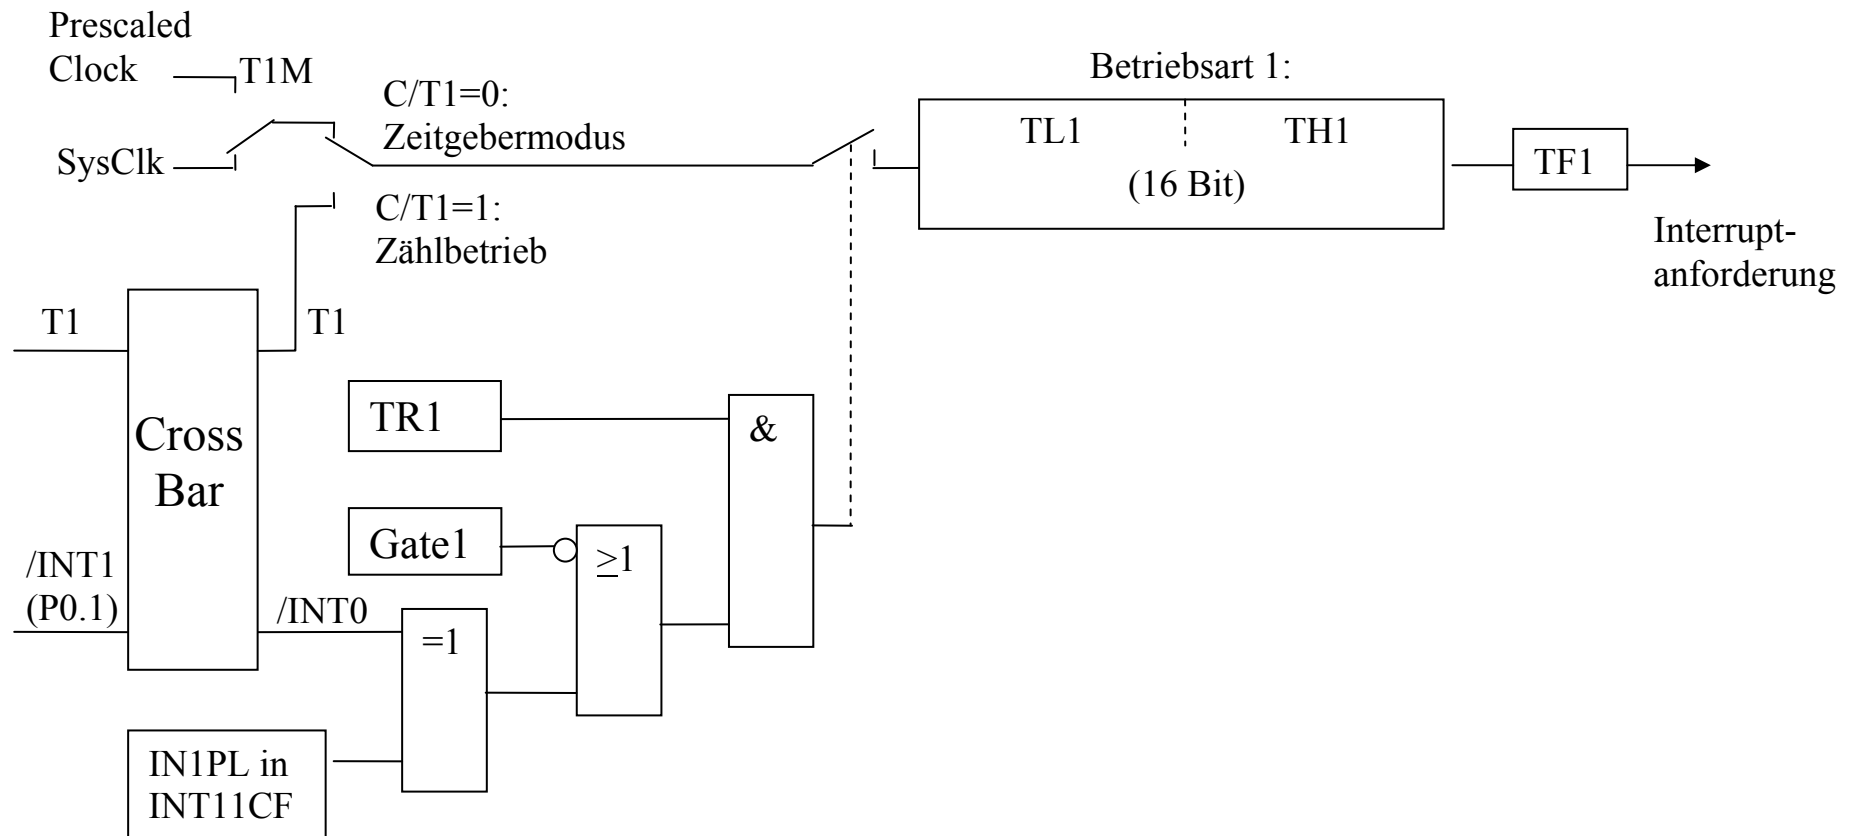 Prescaled
Clock
T1M
SysClk
C/T1=0:
Zeitgebermodus
C/T1=1:
Zählbetrieb
Betriebsart 1:
TL1
TH1
(16 Bit)
TF1
Interrupt-
anforderung
T1
T1
Cross
Bar
TR1
&
Gate1
≥1
/INT1
(P0.1)
/INT0
=1
IN1PL in
INT11CF